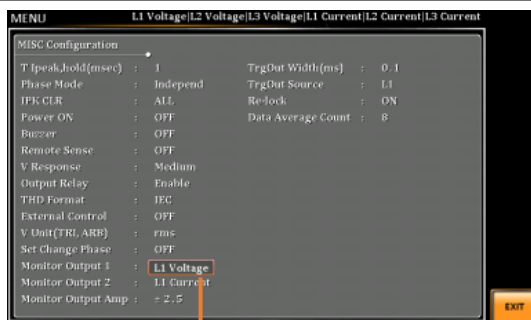 MENU
L1 Voltage|L2 Voltage|L3 Voltage|L1 Current|L2 Current|L3 Current
MISC Configuration
T Ipeak,hold(msec) : 1
TrgOut Width(ms) : 0.1
Phase Mode : Independ
TrgOut Source : L1
IPK CLR : ALL
Re-lock : ON
Power ON : OFF
Data Average Count : 8
Buzzer : OFF
Remote Sense : OFF
V Response : Medium
Output Relay : Enable
THD Format : IEC
External Control : OFF
V Unit(TRI, ARB) : rms
Set Change Phase : OFF
Monitor Output 1 : L1 Voltage
Monitor Output 2 : L1 Current
Monitor Output Amp : ±2.5
EXIT